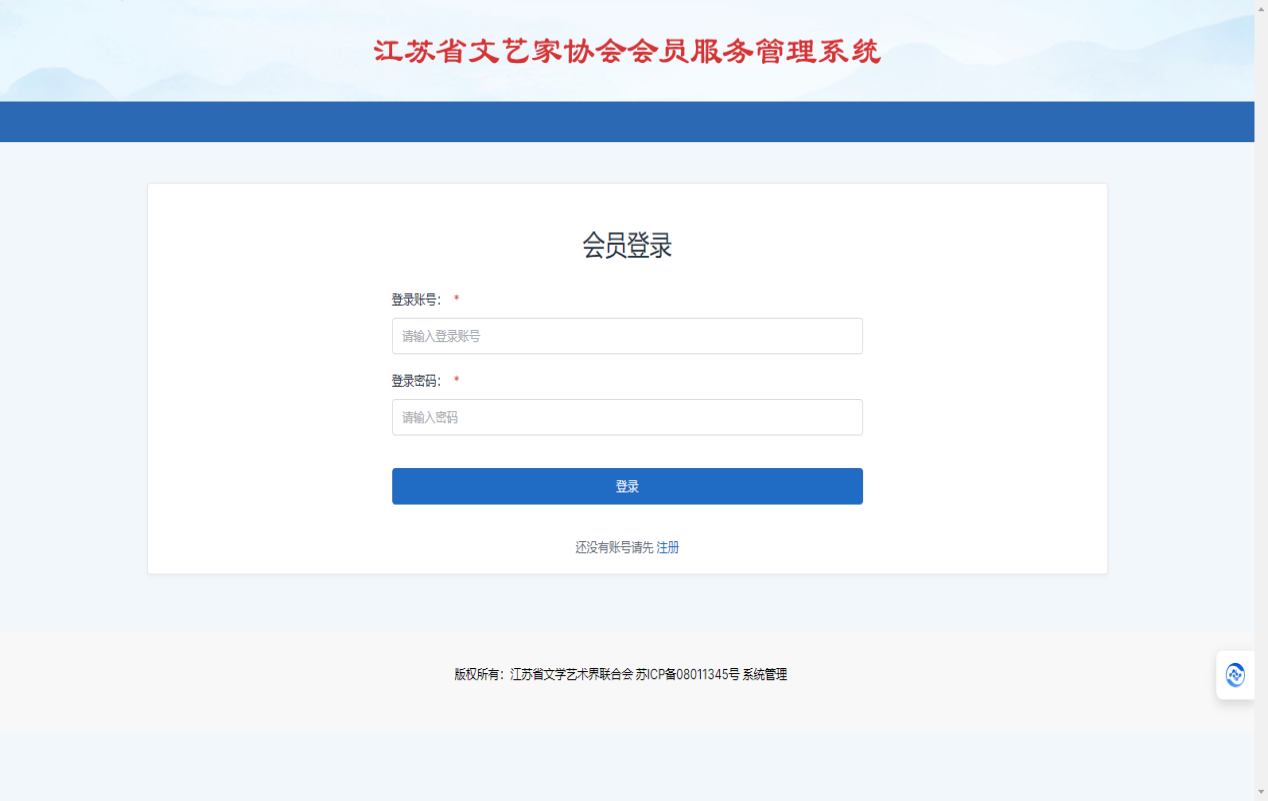 江苏省文艺家协会会员服务管理系统
会员登录
登录账号： *
请输入登录账号
登录密码： *
请输入密码
登录
还没有账号请先 注册
版权所有：江苏省文学艺术界联合会 苏ICP备08011345号 系统管理